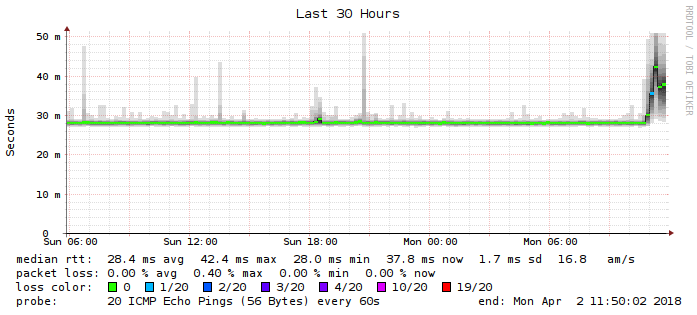 Last 30 Hours
RRDTOOL / TOBI OETIKER
Seconds
50 m
40 m
30 m
20 m
10 m
0
Sun 06:00 Sun 12:00 Sun 18:00 Mon 00:00 Mon 06:00
median rtt: 28.4 ms avg 42.4 ms max 28.0 ms min 37.8 ms now 1.7 ms sd 16.8 am/s
packet loss: 0.00 % avg 0.40 % max 0.00 % min 0.00 % now
loss color: 0 1/20 2/20 3/20 4/20 10/20 19/20
probe: 20 ICMP Echo Pings (56 Bytes) every 60s end: Mon Apr 2 11:50:02 2018